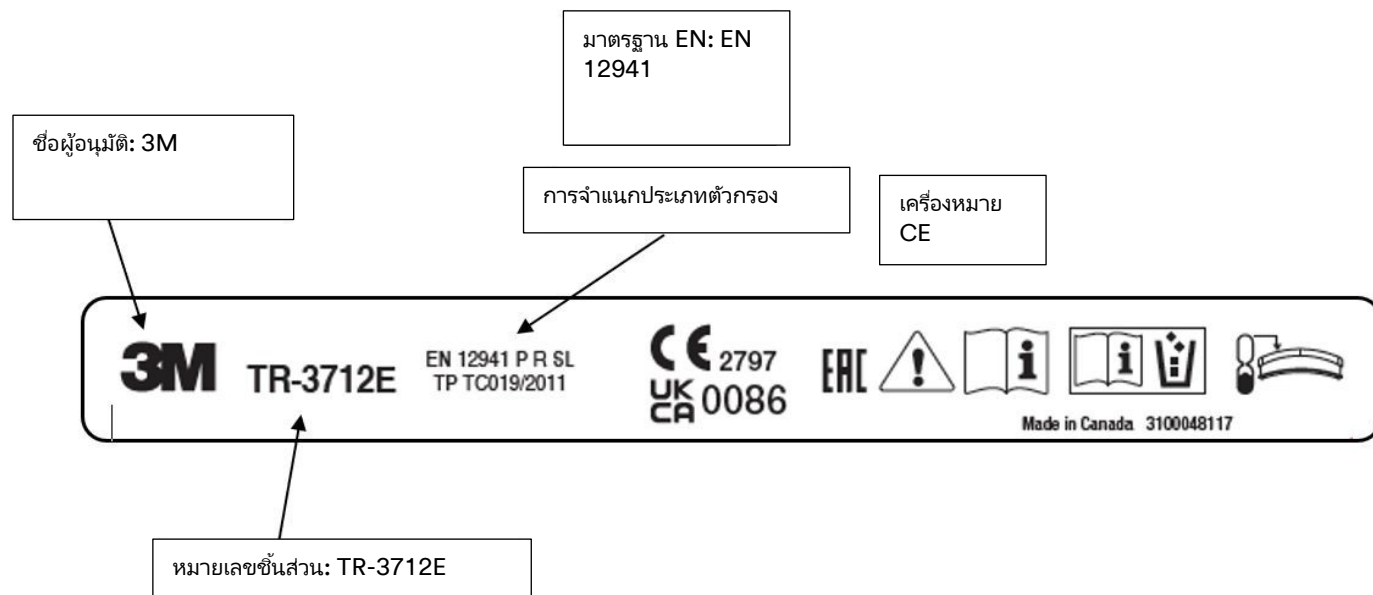 มาตรฐาน EN: EN
12941
ชื่อผู้อนุมัติ: 3M
การจำแนกประเภทตัวกรอง
เครื่องหมาย
CE
3M
TR-3712E
EN 12941 P R SL
TP TC019/2011
CE 2797
UK
CA 0086
EAC
Made in Canada 3100048117
หมายเลขชิ้นส่วน: TR-3712E